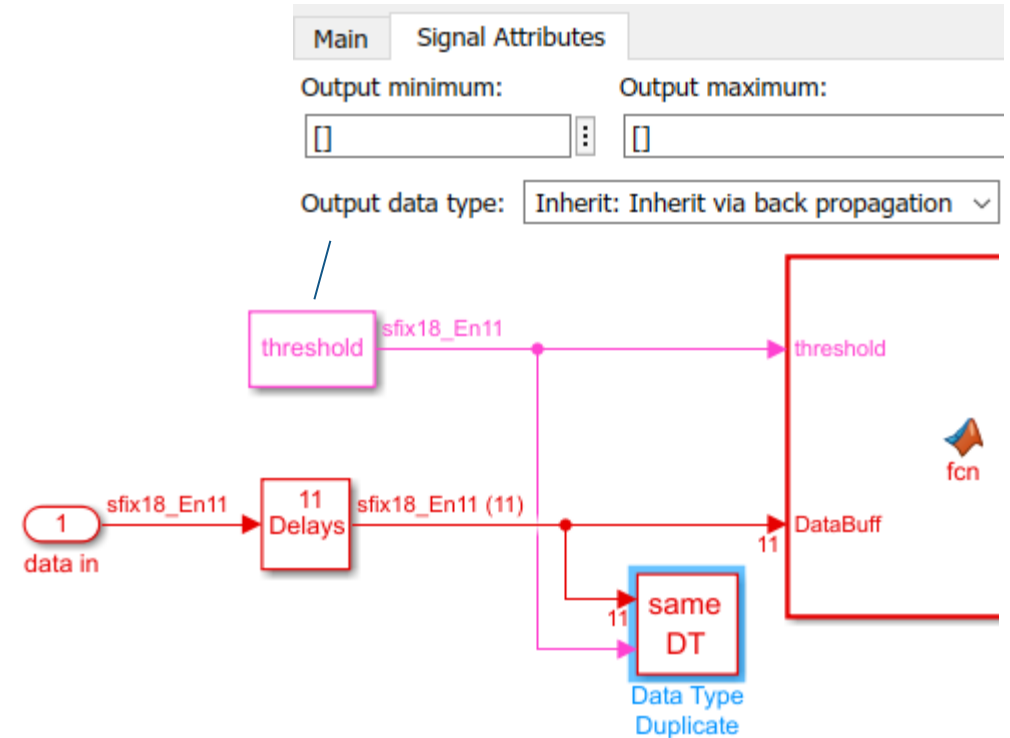 Main Signal Attributes
Output minimum: Output maximum:
[] []
Output data type: Inherit: Inherit via back propagation
threshold sfix18_En11 threshold
fcn
1 sfix18_En11 11 Delays sfix18_En11 (11) 11 DataBuff
data in
11 same DT
Data Type
Duplicate